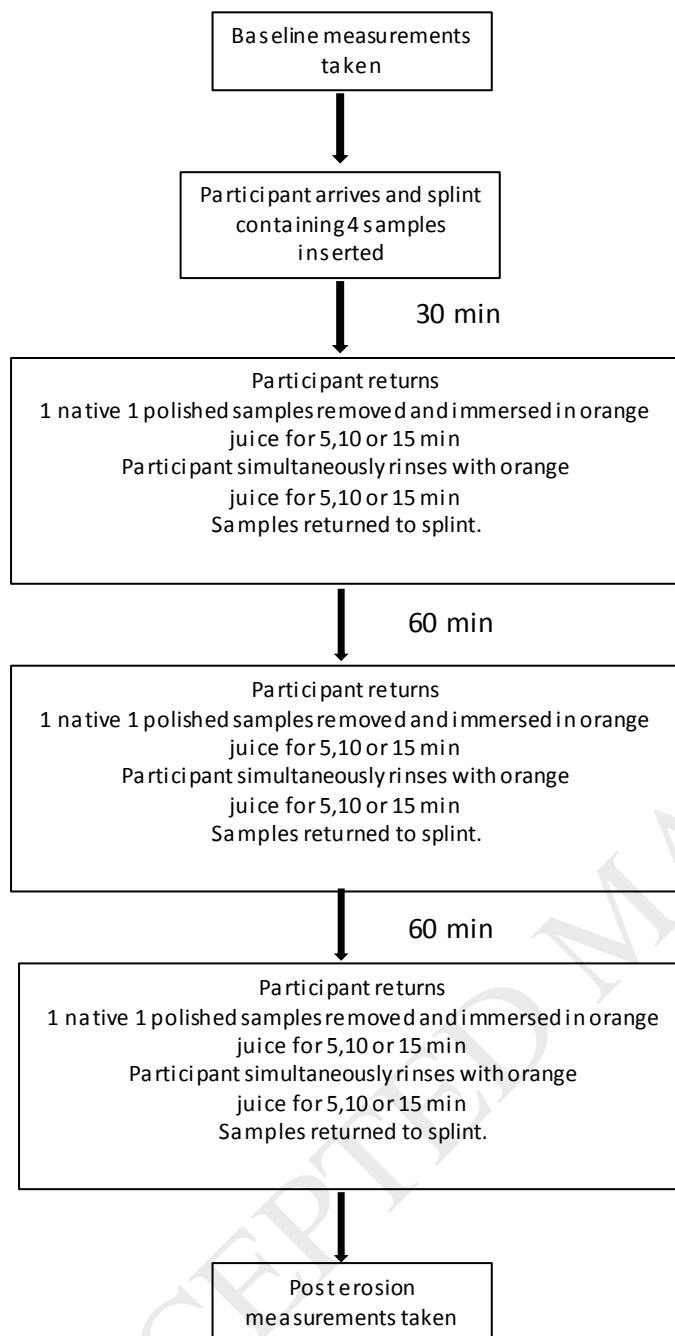 Baseline measurements
taken
Participant arrives and splint
containing 4 samples
inserted
30 min
Participant returns
1 native 1 polished samples removed and immersed in orange
juice for 5,10 or 15 min
Participant simultaneously rinses with orange
juice for 5,10 or 15 min
Samples returned to splint.
60 min
Participant returns
1 native 1 polished samples removed and immersed in orange
juice for 5,10 or 15 min
Participant simultaneously rinses with orange
juice for 5,10 or 15 min
Samples returned to splint.
60 min
Participant returns
1 native 1 polished samples removed and immersed in orange
juice for 5,10 or 15 min
Participant simultaneously rinses with orange
juice for 5,10 or 15 min
Samples returned to splint.
Post erosion
measurements taken
CEPTED MA